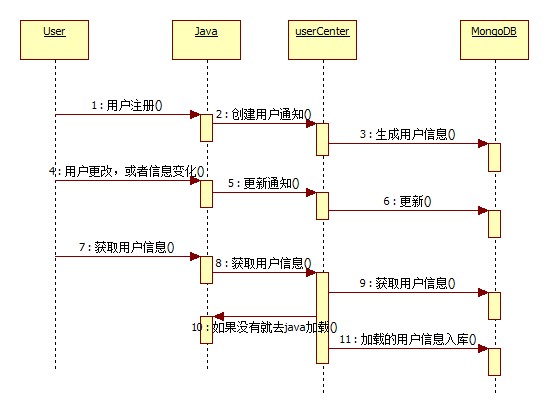 User
Java
userCenter
MongoDB
1 : 用户注册()
2 : 创建用户通知()
3 : 生成用户信息()
4 : 用户更改，或者信息变化()
5 : 更新通知()
6 : 更新()
7 : 获取用户信息()
8 : 获取用户信息()
9 : 获取用户信息()
10 : 如果没有就去java加载()
11 : 加载的用户信息入库()